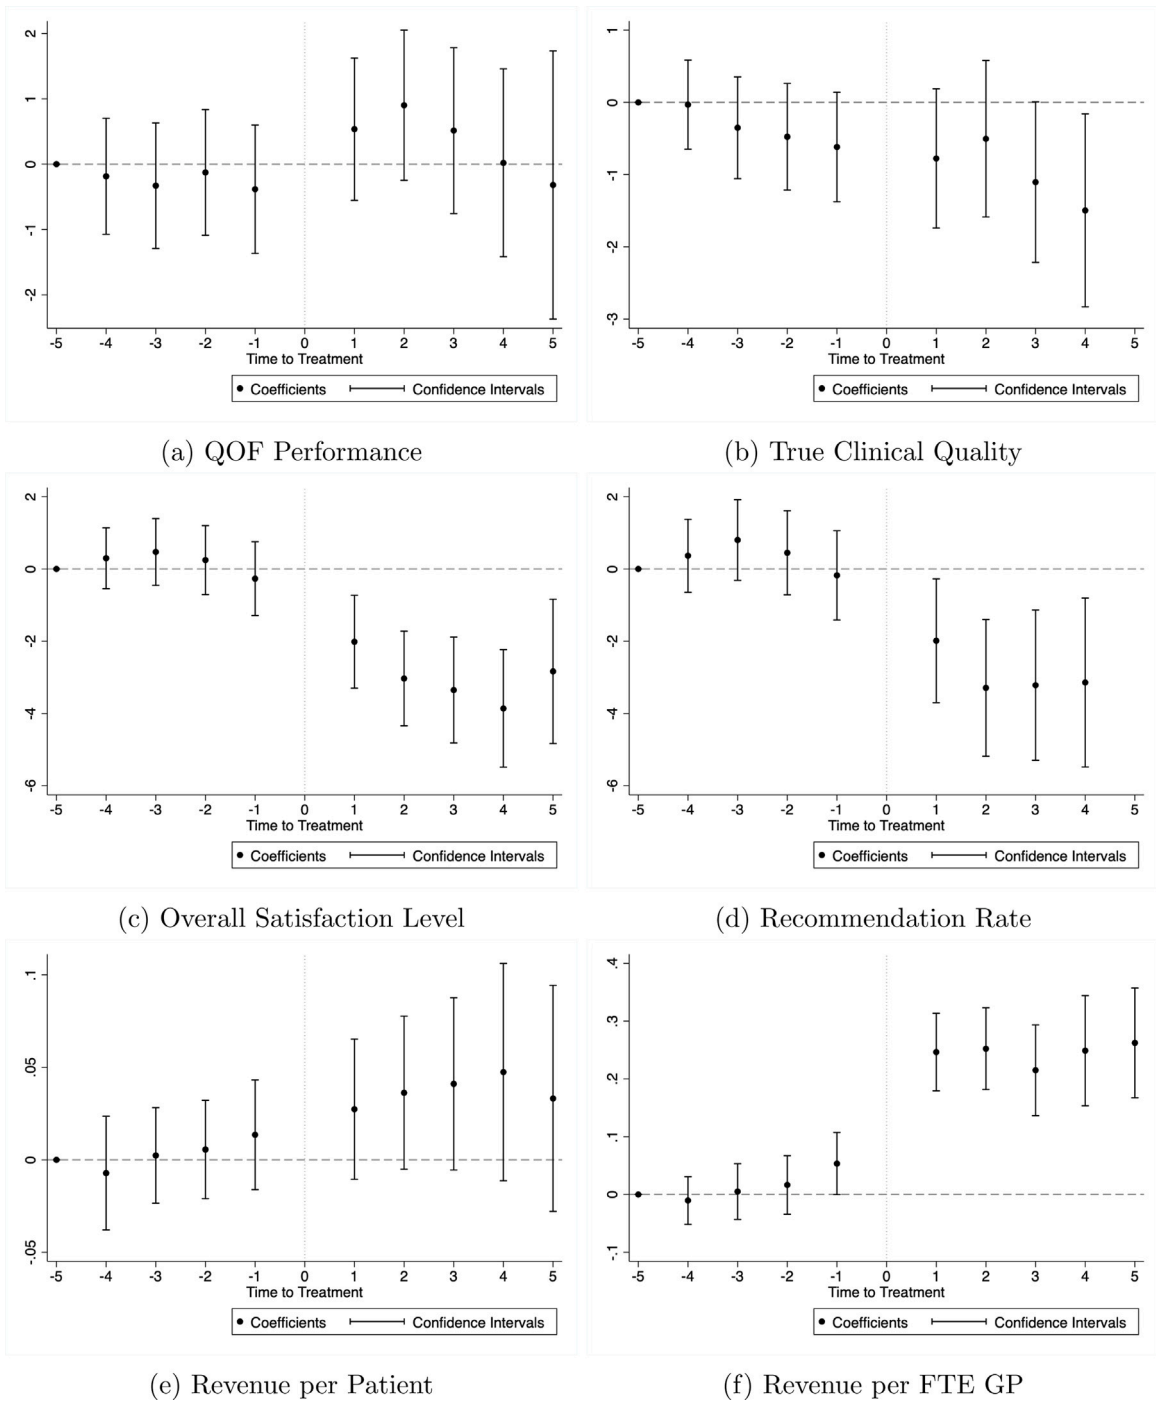 2
1
0
-1
-2
-5 -4 -3 -2 -1 0 1 2 3 4 5
Time to Treatment
Coefficients Confidence Intervals
(a) QOF Performance
1
0
-1
-2
-3
-5 -4 -3 -2 -1 0 1 2 3 4 5
Time to Treatment
Coefficients Confidence Intervals
(b) True Clinical Quality
2
0
-2
-4
-6
-5 -4 -3 -2 -1 0 1 2 3 4 5
Time to Treatment
Coefficients Confidence Intervals
(c) Overall Satisfaction Level
2
0
-2
-4
-6
-5 -4 -3 -2 -1 0 1 2 3 4 5
Time to Treatment
Coefficients Confidence Intervals
(d) Recommendation Rate
.1
.05
0
-.05
-5 -4 -3 -2 -1 0 1 2 3 4 5
Time to Treatment
Coefficients Confidence Intervals
(e) Revenue per Patient
.4
.3
.2
.1
0
-.1
-5 -4 -3 -2 -1 0 1 2 3 4 5
Time to Treatment
Coefficients Confidence Intervals
(f) Revenue per FTE GP